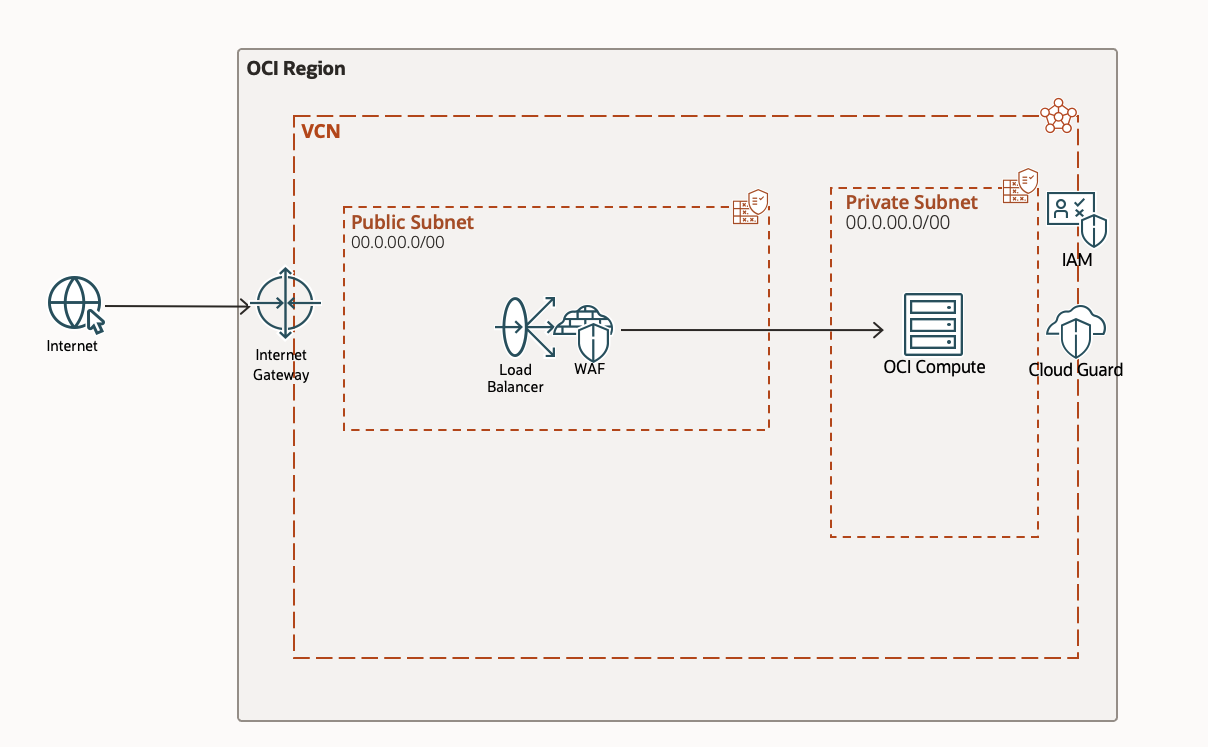 OCI Region
VCN
Public Subnet
00.0.00.0/00
Private Subnet
00.0.00.0/00
IAM
Internet
Internet
Gateway
Load
Balancer
WAF
OCI Compute
Cloud Guard